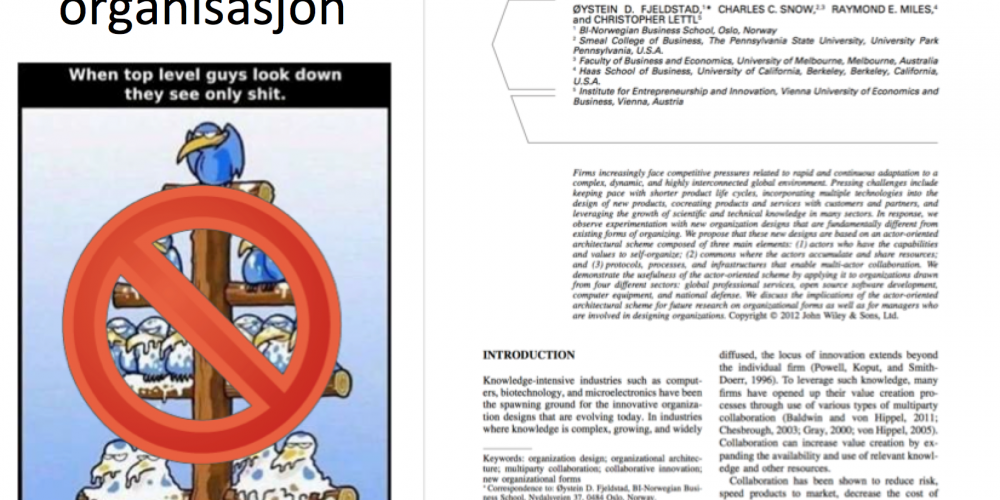 organisasjon
When top level guys look down
they see only shit.
ØYSTEIN D. FJELDSTAD,¹* CHARLES C. SNOW,²,³ RAYMOND E. MILES,⁴
and CHRISTOPHER LETTL⁵
¹ BI-Norwegian Business School, Oslo, Norway
² Smeal College of Business, The Pennsylvania State University, University Park
Pennsylvania, U.S.A.
³ Faculty of Business and Economics, University of Melbourne, Melbourne, Australia
⁴ Haas School of Business, University of California, Berkeley, Berkeley, California,
U.S.A.
⁵ Institute for Entrepreneurship and Innovation, Vienna University of Economics and
Business, Vienna, Austria
Firms increasingly face competitive pressures related to rapid and continuous adaptation to a
complex, dynamic, and highly interconnected global environment. Pressing challenges include
keeping pace with shorter product life cycles, incorporating multiple technologies into the
design of new products, cocreating products and services with customers and partners, and
leveraging the growth of scientific and technical knowledge in many sectors. In response, we
observe experimentation with new organization designs that are fundamentally different from
existing forms of organizing. We propose that these new designs are based on an actor-oriented
architectural scheme composed of three main elements: (1) actors who have the capabilities
and values to self-organize; (2) commons where the actors accumulate and share resources;
and (3) protocols, processes, and infrastructures that enable multi-actor collaboration. We
demonstrate the usefulness of the actor-oriented scheme by applying it to organizations drawn
from four different sectors: global professional services, open source software development,
computer equipment, and national defense. We discuss the implications of the actor-oriented
architectural scheme for future research on organizational forms as well as for managers who
are involved in designing organizations. Copyright © 2012 John Wiley & Sons, Ltd.
INTRODUCTION
Knowledge-intensive industries such as comput-
ers, biotechnology, and microelectronics have been
the spawning ground for the innovative organiza-
tion designs that are evolving today. In industries
where knowledge is complex, growing, and widely
Keywords: organization design; organizational architec-
ture; multiparty collaboration; collaborative innovation;
new organizational forms
* Correspondence to: Øystein D. Fjeldstad, BI-Norwegian Busi-
ness School, Nydalsveien 37, 0484 Oslo, Norway.
diffused, the locus of innovation extends beyond
the individual firm (Powell, Koput, and Smith-
Doerr, 1996). To leverage such knowledge, many
firms have opened up their value creation pro-
cesses through use of various types of multiparty
collaboration (Baldwin and von Hippel, 2011;
Chesbrough, 2003; Gray, 2000; von Hippel, 2005).
Collaboration can increase value creation by ex-
panding the availability and use of relevant knowl-
edge and other resources.
Collaboration has been shown to reduce risk,
speed products to market, decrease the cost of